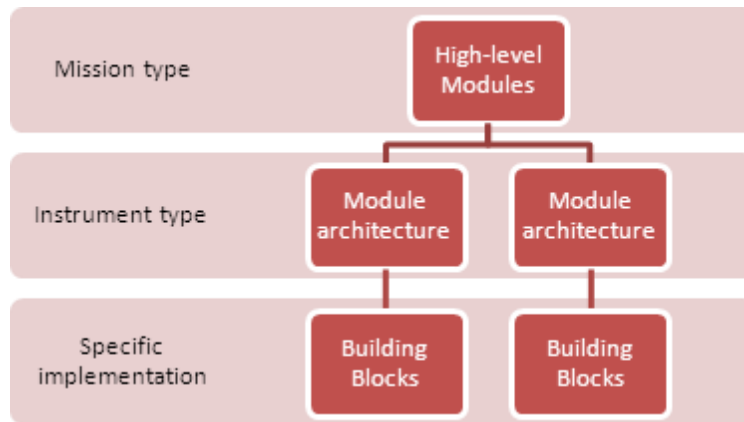 Mission type
High-level
Modules
Instrument type
Module
architecture
Module
architecture
Specific
implementation
Building
Blocks
Building
Blocks